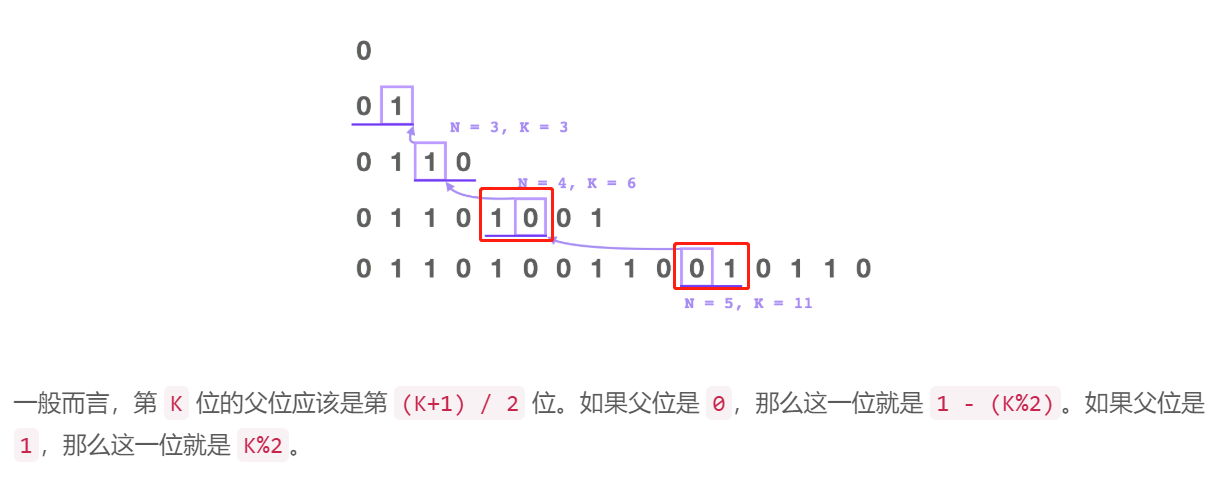 0
0 1
N = 3, K = 3
0 1 1 0
N = 4, K = 6
0 1 1 0 1 0 0 1
0 1 1 0 1 0 0 1 1 0 0 1 0 1 1 0
N = 5, K = 11
一般而言，第 K 位的父位应该是第 (K+1) / 2 位。如果父位是 0，那么这一位就是 1 - (K%2)。如果父位是
1，那么这一位就是 K%2。